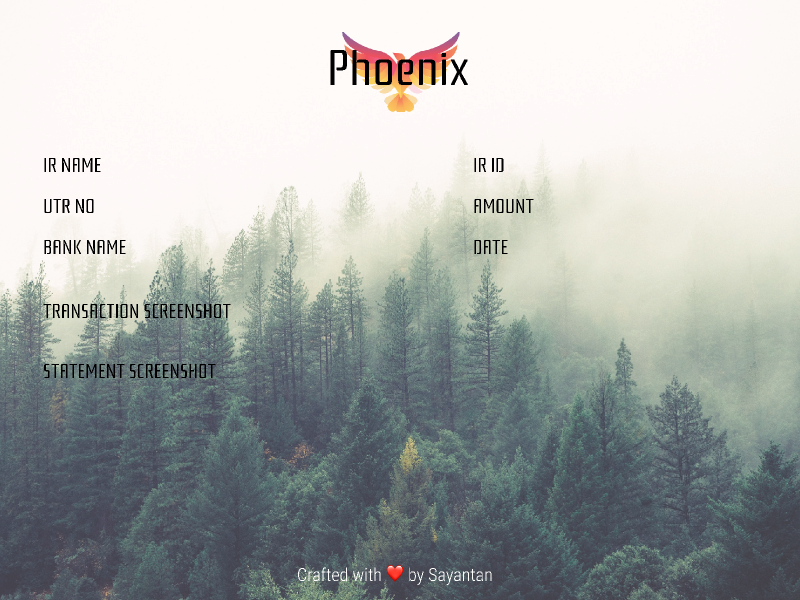 Phoenix
IR NAME
IR ID
UTR NO
AMOUNT
BANK NAME
DATE
TRANSACTION SCREENSHOT
STATEMENT SCREENSHOT
Crafted with ❤️ by Sayantan